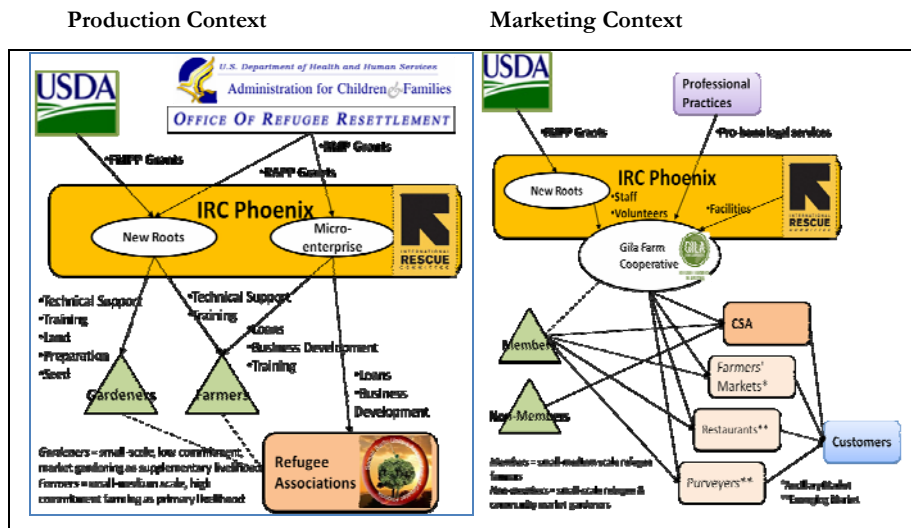 Production Context
Marketing Context
USDA
U.S. Department of Health and Human Services
Administration for Children & Families
OFFICE OF REFUGEE RESETTLEMENT
•FMPP Grants
•RAPP Grants
Grants
IRC Phoenix
New Roots
Micro-
enterprise
INTERNATIONAL
RESCUE
COMMITTEE
•Technical Support
•Training
•Land
•Preparation
•Seed
•Technical Support
•Training
•Loans
•Business Development
•Training
•Loans
•Business
Development
Gardeners
Farmers
Gardeners = small-scale, low commitment,
market gardening as supplementary livelihood
Farmers = small-medium scale, high
commitment farming as primary livelihood
Refugee
Associations
USDA
Professional
Practices
Grants
•Pro-bono legal services
IRC Phoenix
New Roots
•Staff
•Volunteers
•Facilities
INTERNATIONAL
RESCUE
COMMITTEE
Gila Farm
Cooperative
GILA
Members
Non-Members
CSA
Farmers'
Markets*
Restaurants**
Purveyers**
Customers
Members = small-medium scale refugee
farmers
Non-members = small-scale refugee &
community market gardeners
*Ancillary Market
**Emerging Market